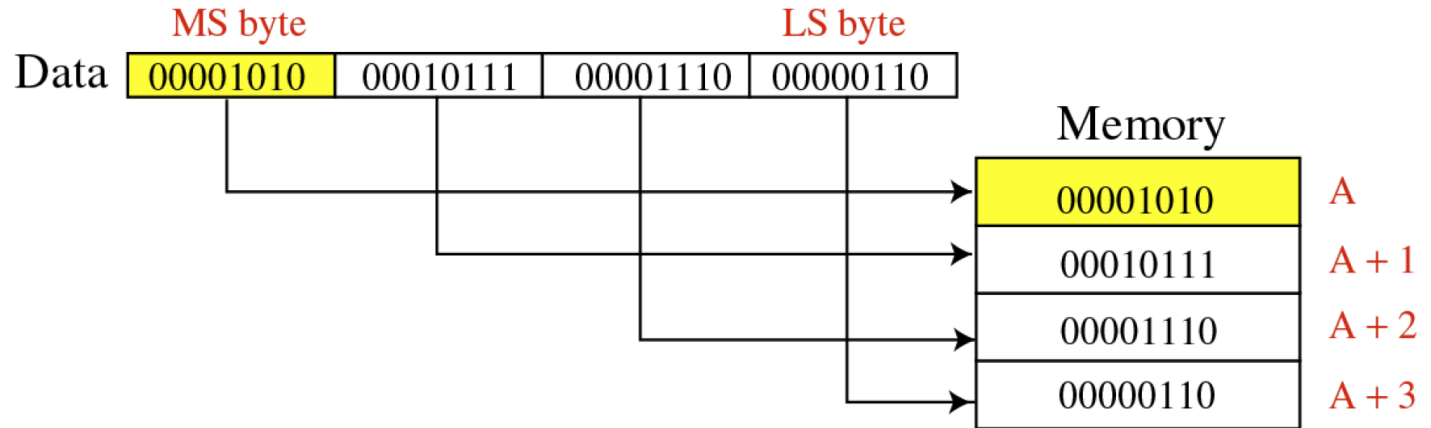 MS byte LS byte
Data 00001010 00010111 00001110 00000110
Memory
00001010 A
00010111 A + 1
00001110 A + 2
00000110 A + 3